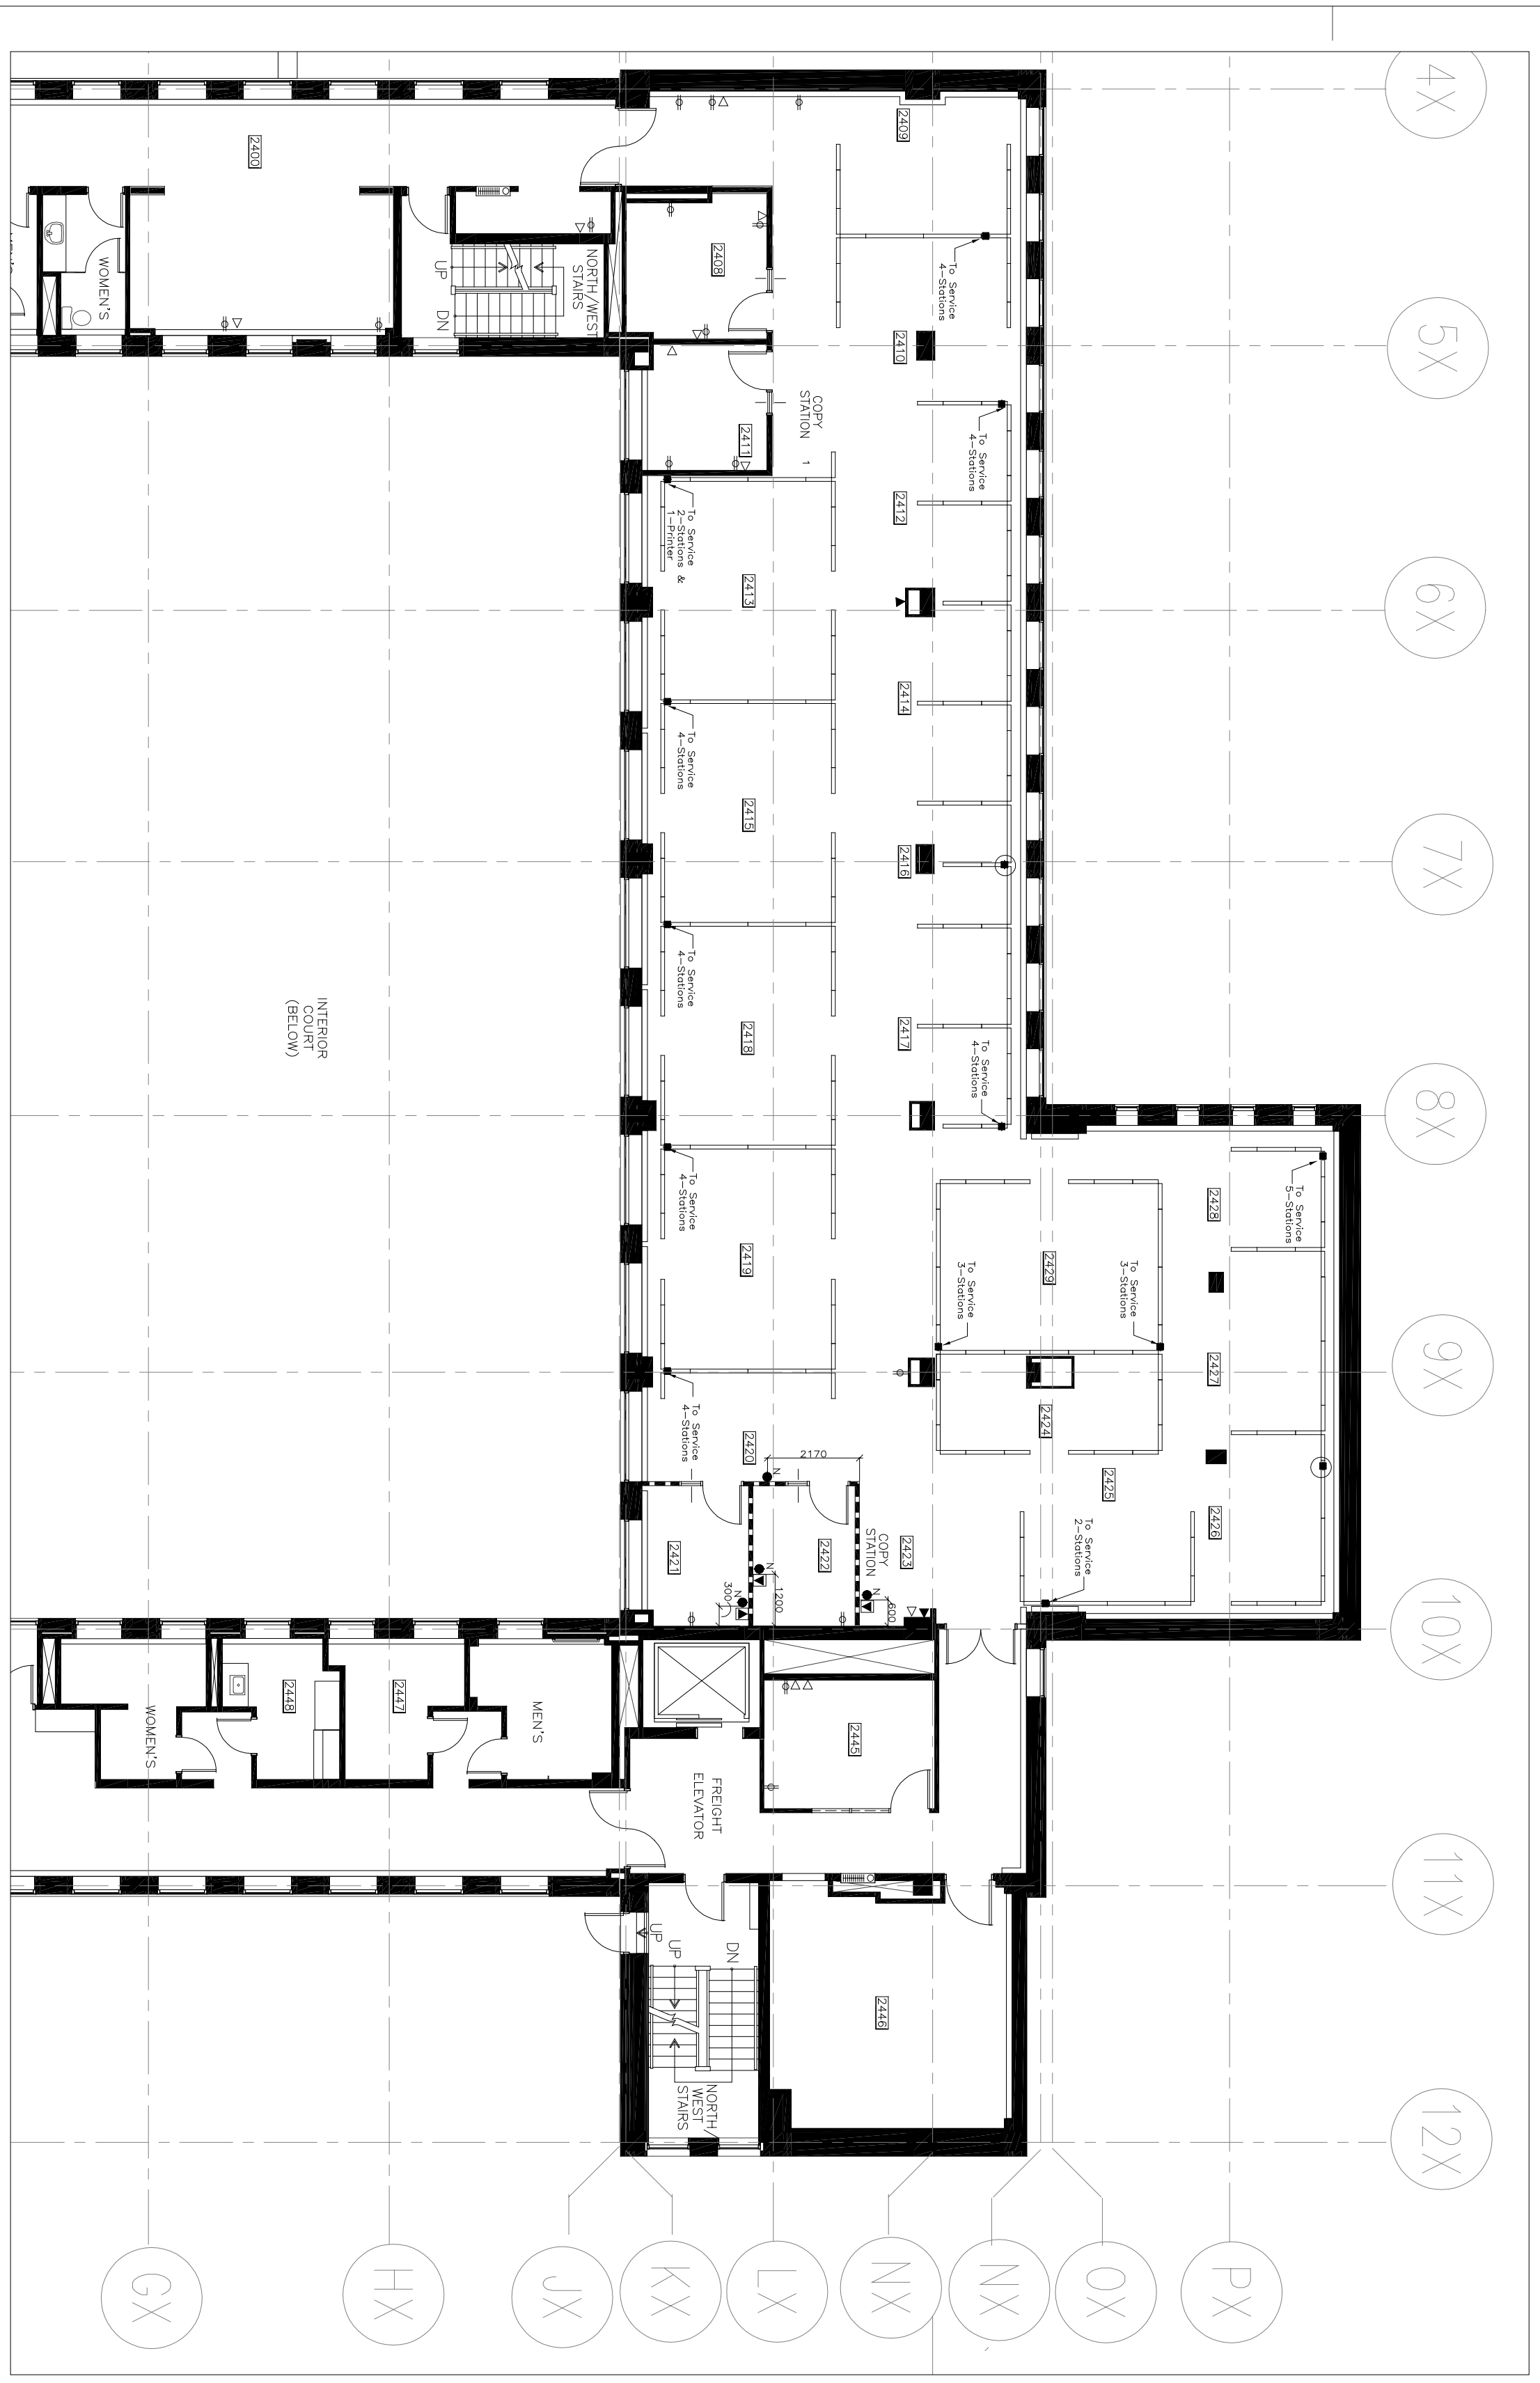 4X
5X
6X
7X
8X
9X
10X
11X
12X
2409
2400
WOMEN'S
UP
DN
NORTH/WEST
STAIRS
2408
To Service
4-Stations
2410
COPY
STATION 1
2411
To Service
4-Stations
2412
To Service
2-Stations &
1-Printer
2413
2414
To Service
4-Stations
2415
2416
To Service
4-Stations
2417
2418
To Service
4-Stations
INTERIOR
COURT
(BELOW)
To Service
4-Stations
2419
To Service
5-Stations
2428
2429
To Service
3-Stations
To Service
3-Stations
2427
2424
To Service
4-Stations
2420
2170
N
2425
2426
To Service
2-Stations
2423
COPY
STATION
2422
2421
N
1200
N
600
N
300
WOMEN'S
2448
2447
MEN'S
2445
FREIGHT
ELEVATOR
UP
UP
DN
2446
NORTH
WEST
STAIRS
PX
OX
NX
NX
LX
KX
JX
HX
GX